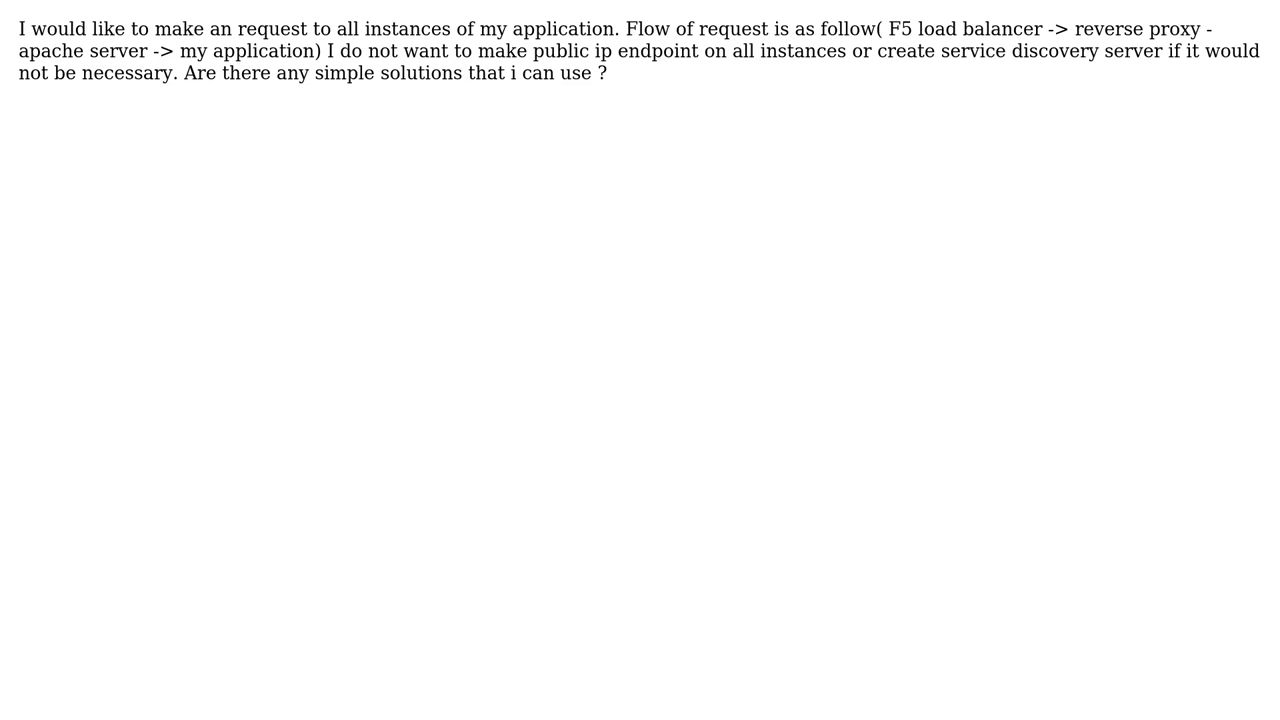 I would like to make an request to all instances of my application. Flow of request is as follow( F5 load balancer -> reverse proxy -
apache server -> my application) I do not want to make public ip endpoint on all instances or create service discovery server if it would
not be necessary. Are there any simple solutions that i can use ?